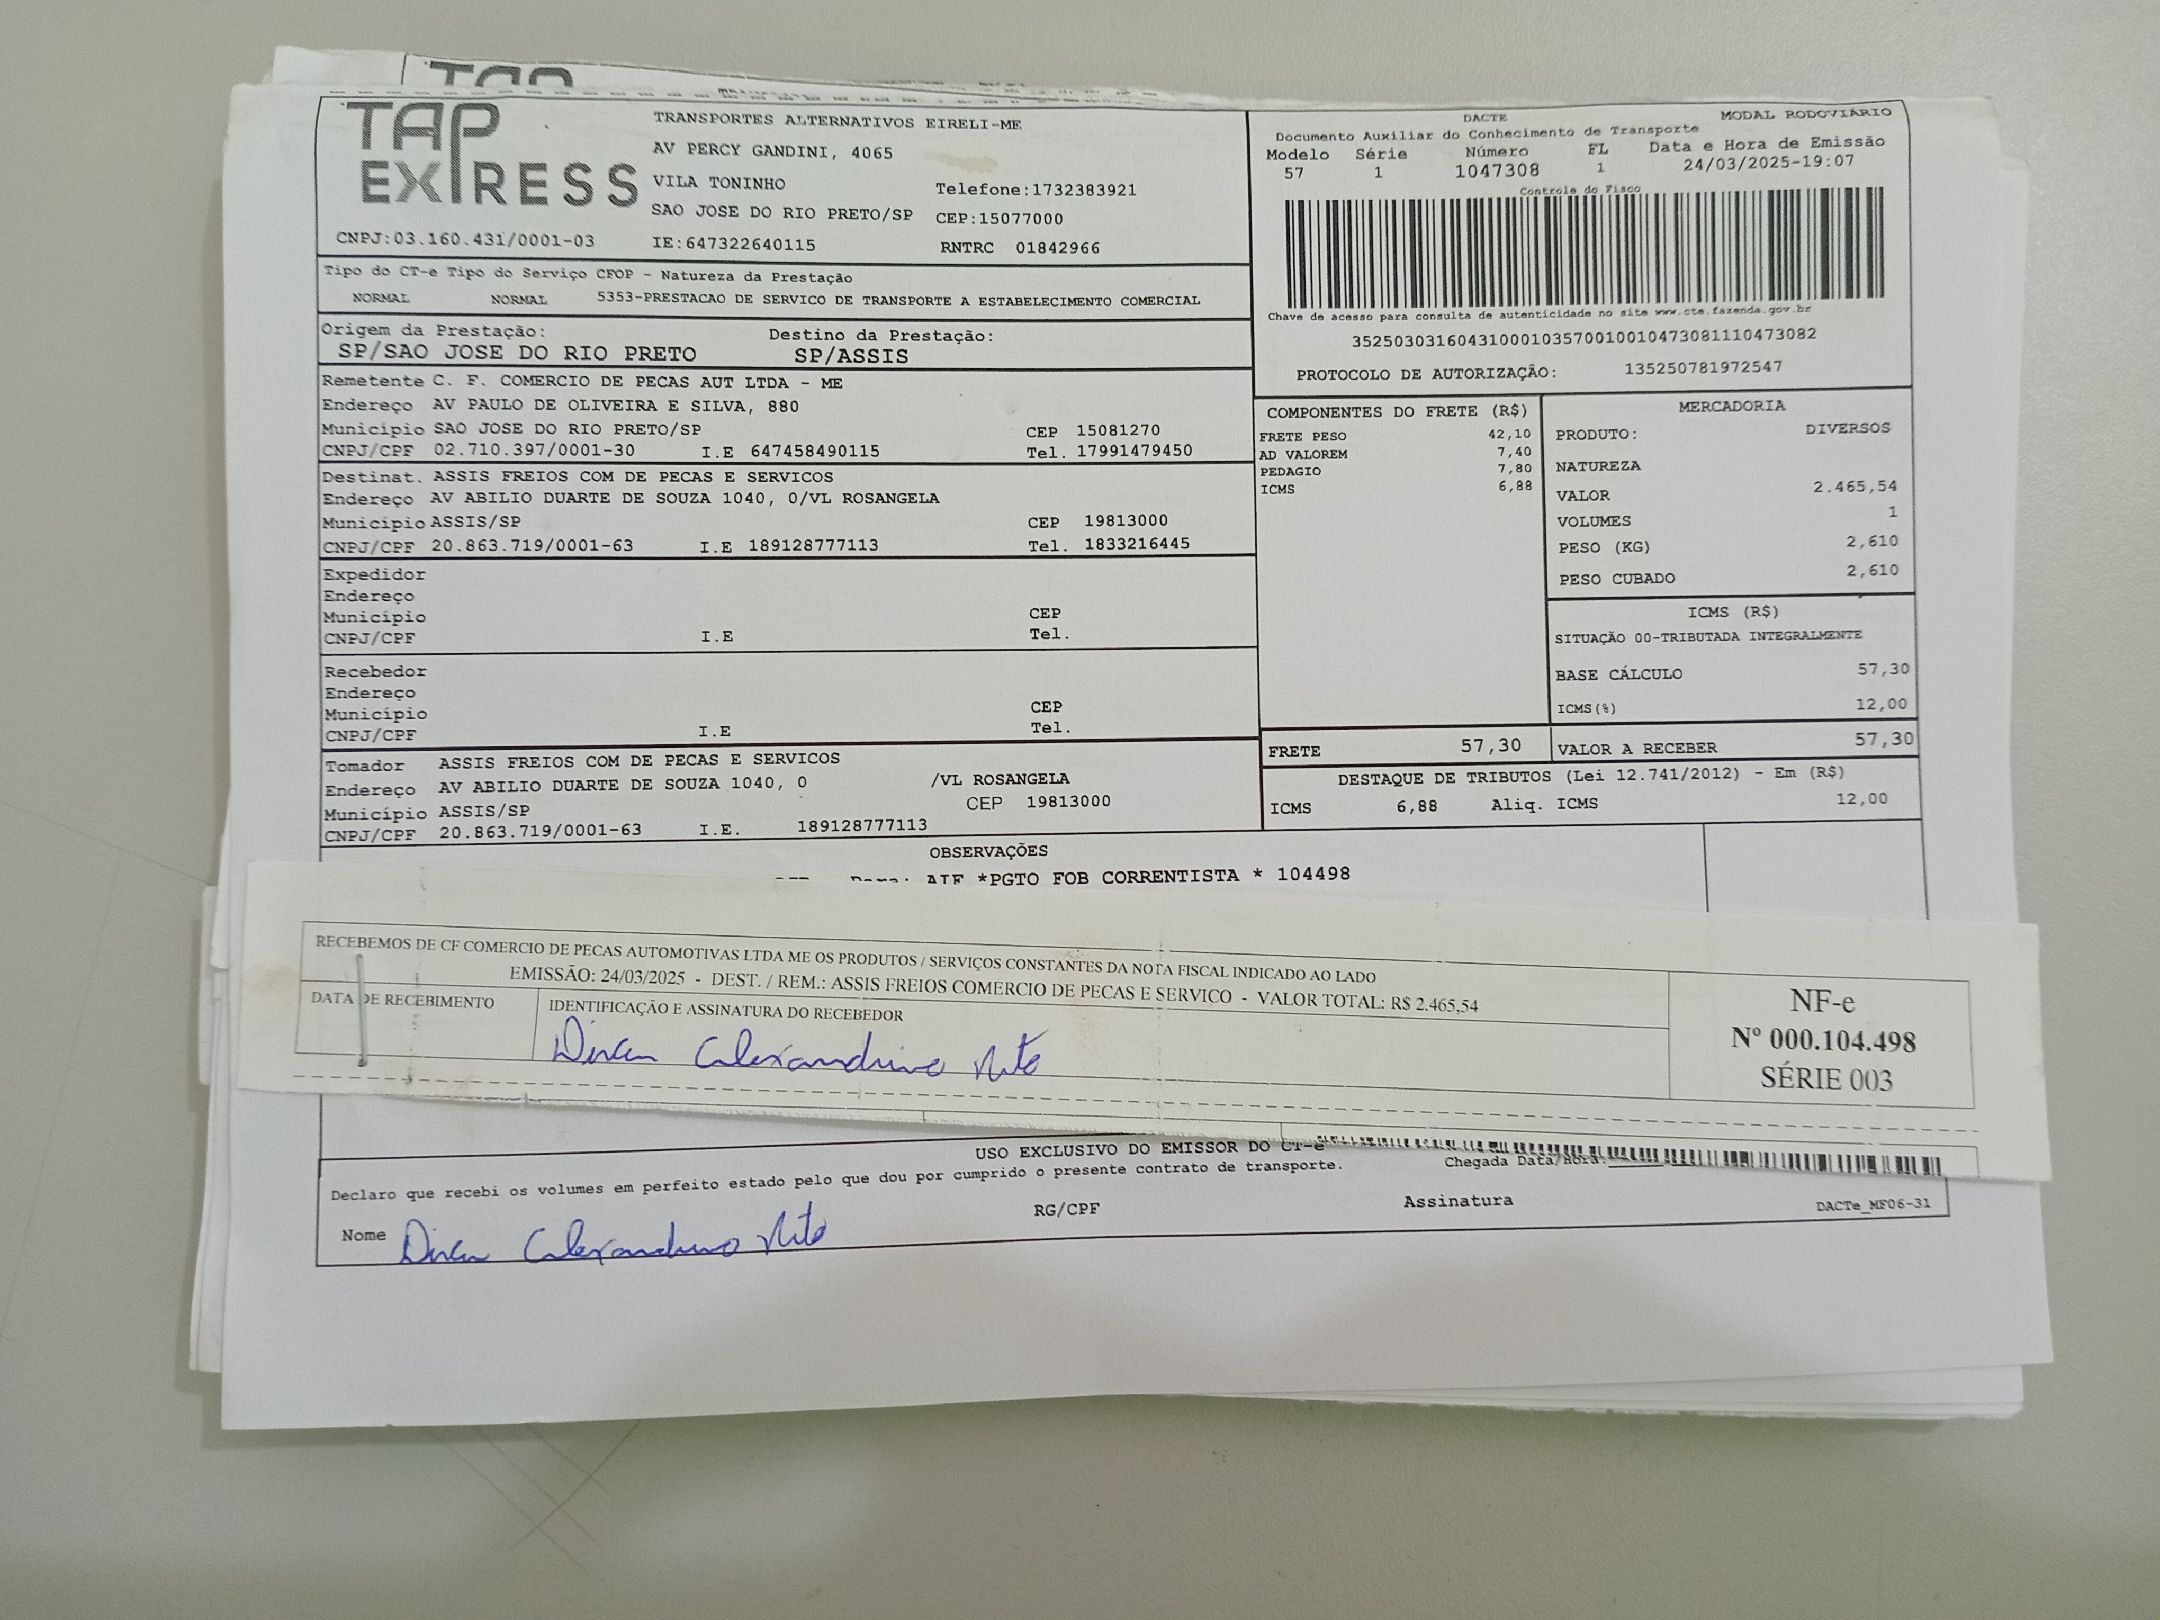 TAP EXPRESS
TRANSPORTES ALTERNATIVOS EIRELI-ME
AV PERCY GANDINI, 4065
VILA TONINHO Telefone:1732383921
SAO JOSE DO RIO PRETO/SP CEP:15077000
CNPJ:03.160.431/0001-03 IE:647322640115 RNTRC 01842966
DACTE MODAL RODOVIÁRIO
Documento Auxiliar do Conhecimento de Transporte
Modelo Série Número FL Data e Hora de Emissão
57 1 1047308 1 24/03/2025-19:07
Controle do Fisco
Chave de acesso para consulta de autenticidade no site www.cte.fazenda.gov.br
35250303160431000103570010010473081110473082
PROTOCOLO DE AUTORIZAÇÃO: 135250781972547
Tipo do CT-e Tipo do Serviço CFOP - Natureza da Prestação
NORMAL NORMAL 5353-PRESTACAO DE SERVICO DE TRANSPORTE A ESTABELECIMENTO COMERCIAL
Origem da Prestação: Destino da Prestação:
SP/SAO JOSE DO RIO PRETO SP/ASSIS
Remetente C. F. COMERCIO DE PECAS AUT LTDA - ME
Endereço AV PAULO DE OLIVEIRA E SILVA, 880
Município SAO JOSE DO RIO PRETO/SP CEP 15081270
CNPJ/CPF 02.710.397/0001-30 I.E 647458490115 Tel. 17991479450
Destinat. ASSIS FREIOS COM DE PECAS E SERVICOS
Endereço AV ABILIO DUARTE DE SOUZA 1040, 0/VL ROSANGELA
Município ASSIS/SP CEP 19813000
CNPJ/CPF 20.863.719/0001-63 I.E 189128777113 Tel. 1833216445
Expedidor
Endereço
Município CEP
CNPJ/CPF I.E Tel.
Recebedor
Endereço
Município CEP
CNPJ/CPF I.E Tel.
Tomador ASSIS FREIOS COM DE PECAS E SERVICOS
Endereço AV ABILIO DUARTE DE SOUZA 1040, 0 /VL ROSANGELA
Município ASSIS/SP CEP 19813000
CNPJ/CPF 20.863.719/0001-63 I.E. 189128777113
COMPONENTES DO FRETE (R$)
FRETE PESO 42,10
AD VALOREM 7,40
PEDAGIO 7,80
ICMS 6,88
MERCADORIA
PRODUTO: DIVERSOS
NATUREZA
VALOR 2.465,54
VOLUMES 1
PESO (KG) 2,610
PESO CUBADO 2,610
ICMS (R$)
SITUAÇÃO 00-TRIBUTADA INTEGRALMENTE
BASE CÁLCULO 57,30
ICMS(%) 12,00
FRETE 57,30 VALOR A RECEBER 57,30
DESTAQUE DE TRIBUTOS (Lei 12.741/2012) - Em (R$)
ICMS 6,88 Aliq. ICMS 12,00
OBSERVAÇÕES
*PGTO FOB CORRENTISTA * 104498
RECEBEMOS DE CF COMERCIO DE PECAS AUTOMOTIVAS LTDA ME OS PRODUTOS / SERVIÇOS CONSTANTES DA NOTA FISCAL INDICADO AO LADO
EMISSÃO: 24/03/2025 - DEST. / REM.: ASSIS FREIOS COMERCIO DE PECAS E SERVICO - VALOR TOTAL: R$ 2.465,54
DATA DE RECEBIMENTO IDENTIFICAÇÃO E ASSINATURA DO RECEBEDOR
NF-e
Nº 000.104.498
SÉRIE 003
USO EXCLUSIVO DO EMISSOR DO CT-e
Declaro que recebi os volumes em perfeito estado pelo que dou por cumprido o presente contrato de transporte. Chegada Data/Hora:
Nome RG/CPF Assinatura DACTe_MF06-31